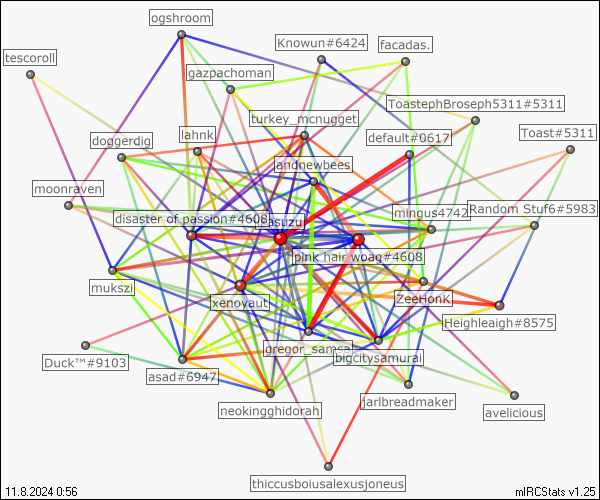 ogshroom
Knowun#6424
facadas.
tescoroll
gazpachoman
ToastephBroseph5311#5311
turkey_mcnugget
lahnk
default#0617
Toast#5311
doggerdig
andnewbees
moonraven
disaster of passion#4608
mingus4742
Random Stuf6#5983
pink hair woag#4608
mukszi
xenoyaut
ZeeHonK
Heighleaigh#8575
gregor_samsa
bigcitysamurai
Duck™#9103
asad#6947
neokingghidorah
jarlbreadmaker
avelicious
thiccusboiusalexusjoneus
11.8.2024 0:56
mIRCStats v1.25